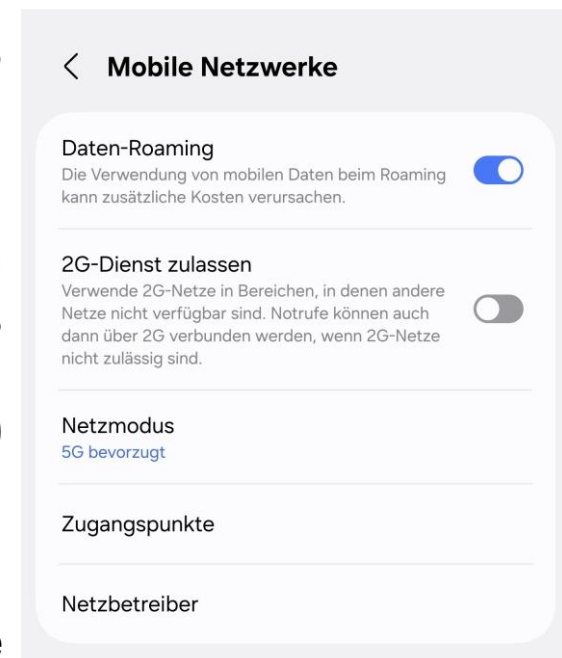 Mobile Netzwerke
Daten-Roaming
Die Verwendung von mobilen Daten beim Roaming
kann zusätzliche Kosten verursachen.
2G-Dienst zulassen
Verwende 2G-Netze in Bereichen, in denen andere
Netze nicht verfügbar sind. Notrufe können auch
dann über 2G verbunden werden, wenn 2G-Netze
nicht zulässig sind.
Netzmodus
5G bevorzugt
Zugangspunkte
Netzbetreiber